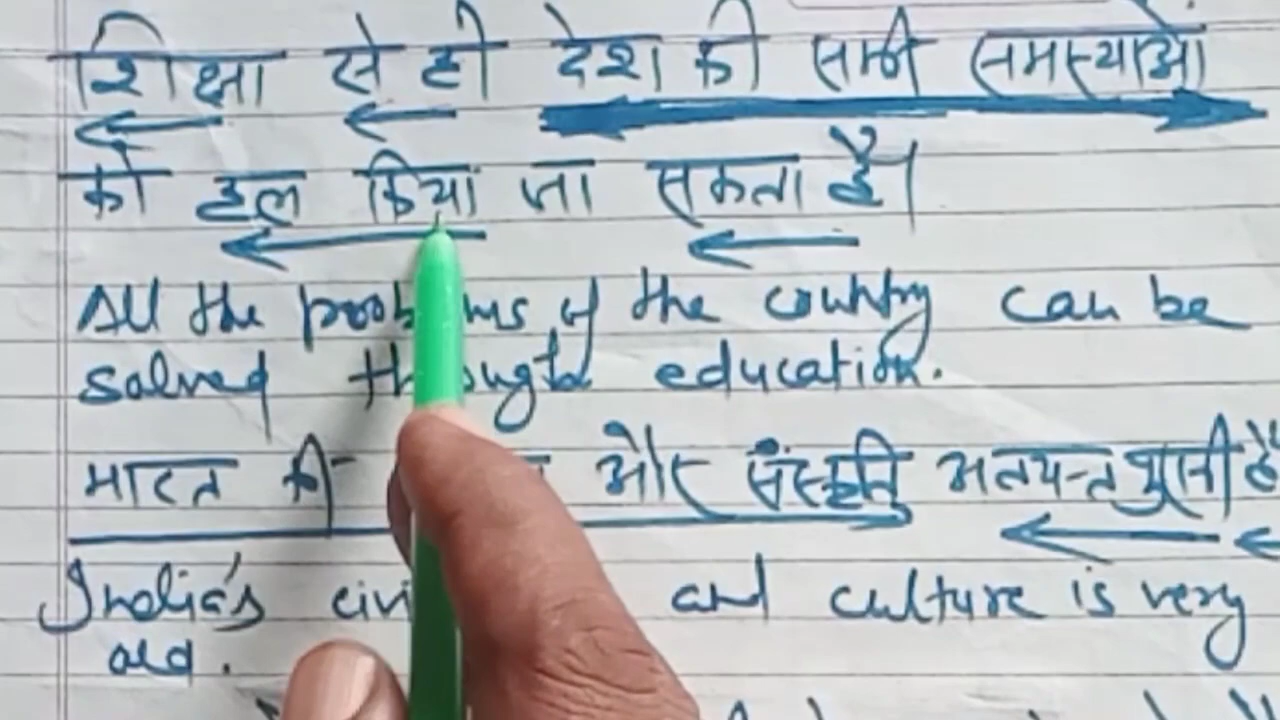 शिक्षा से ही देश की सभी समस्याओं
को हल किया जा सकता है।
All the problems of the country can be
solved through education.
भारत की और संस्कृति अत्यन्त पुरानी है
India's and culture is very
old.